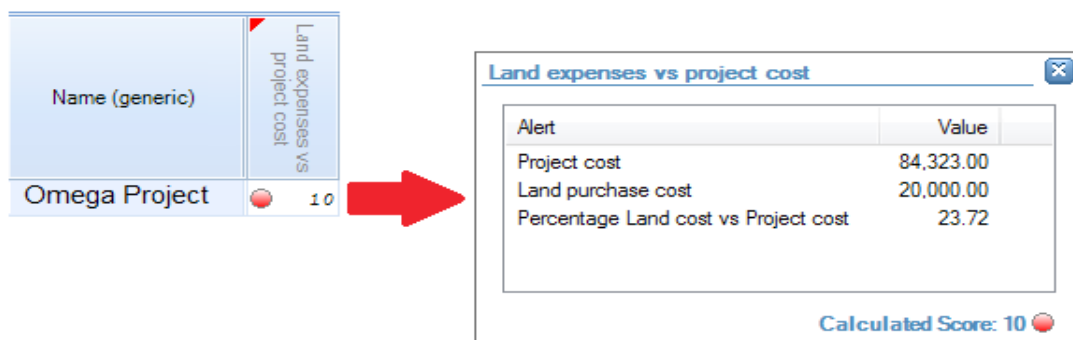 Name (generic)
Land expenses vs
project cost
Omega Project 10
Land expenses vs project cost
Alert Value
Project cost 84,323.00
Land purchase cost 20,000.00
Percentage Land cost vs Project cost 23.72
Calculated Score: 10